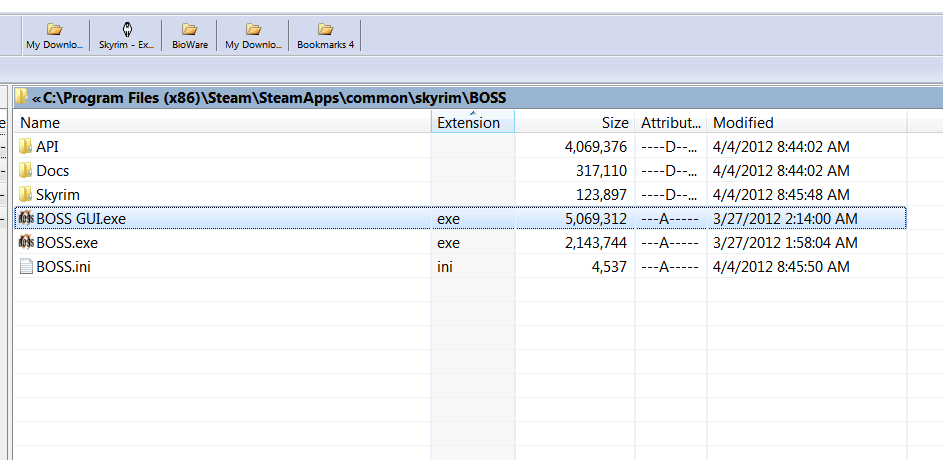 My Downlo... Skyrim - Ex... BioWare My Downlo... Bookmarks 4
« C:\Program Files (x86)\Steam\SteamApps\common\skyrim\BOSS
Name Extension Size Attribut... Modified
API 4,069,376 ----D--... 4/4/2012 8:44:02 AM
Docs 317,110 ----D--... 4/4/2012 8:44:02 AM
Skyrim 123,897 ----D--... 4/4/2012 8:45:48 AM
BOSS GUI.exe exe 5,069,312 ---A----- 3/27/2012 2:14:00 AM
BOSS.exe exe 2,143,744 ---A----- 3/27/2012 1:58:04 AM
BOSS.ini ini 4,537 ---A----- 4/4/2012 8:45:50 AM